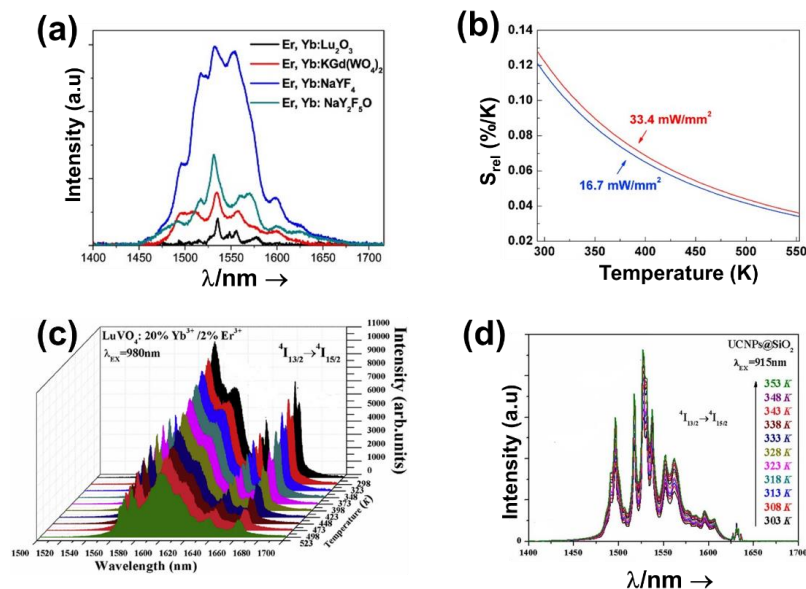 (a)
Er, Yb:Lu₂O₃
Er, Yb:KGd(WO₄)₂
Er, Yb:NaYF₄
Er, Yb: NaY₂F₅O
Intensity (a.u)
1400 1450 1500 1550 1600 1650 1700
λ/nm →
(b)
0.14
0.12
0.10
0.08
0.06
0.04
0.02
Srel (%/K)
33.4 mW/mm²
16.7 mW/mm²
300 350 400 450 500 550
Temperature (K)
(c)
LuVO₄: 20% Yb³⁺ /2% Er³⁺
λEX=980nm
⁴I13/2→⁴I15/2
11000
10000
9000
8000
7000
6000
5000
4000
3000
2000
1000
0
Intensity (arb.units)
298
323
348
373
398
423
448
473
498
523
Temperature (K)
1500 1520 1540 1560 1580 1600 1620 1640 1660 1680 1700
Wavelength (nm)
(d)
UCNPs@SiO₂
λEX=915nm
⁴I13/2→⁴I15/2
353 K
348 K
343 K
338 K
333 K
328 K
323 K
318 K
313 K
308 K
303 K
Intensity (a.u)
1400 1450 1500 1550 1600 1650 1700
λ/nm →